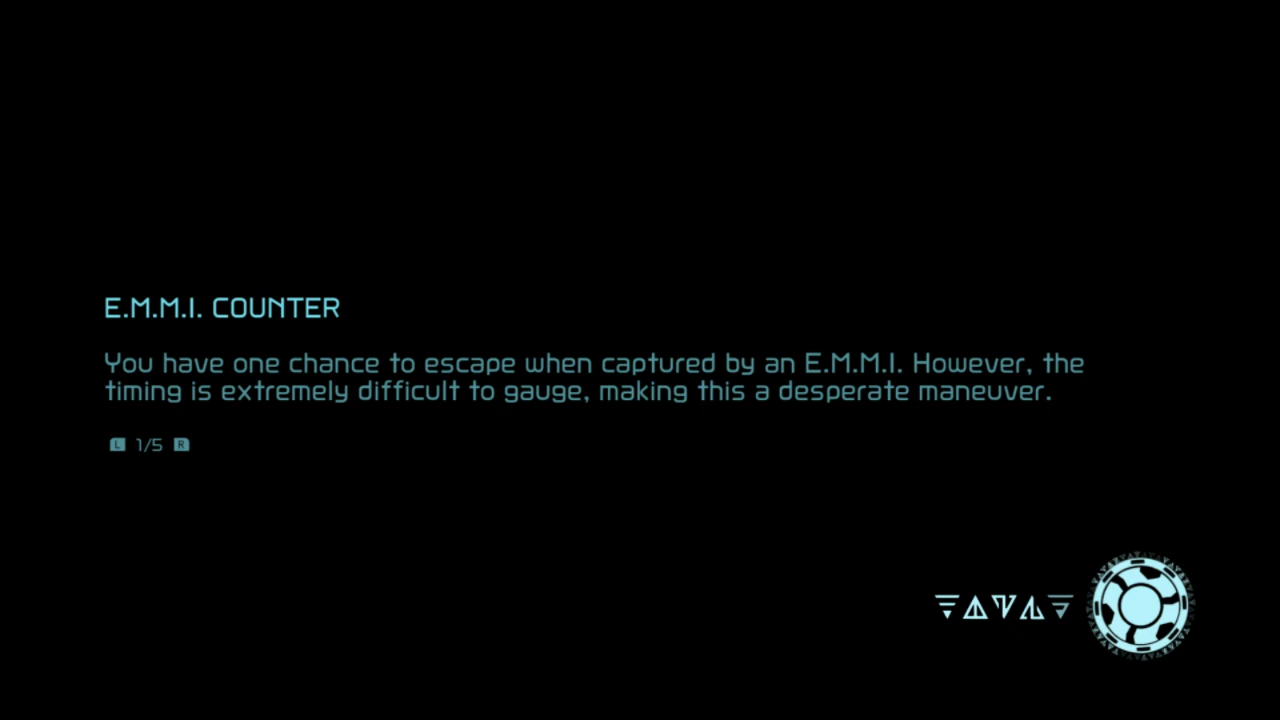 E.M.M.I. COUNTER
You have one chance to escape when captured by an E.M.M.I. However, the
timing is extremely difficult to gauge, making this a desperate maneuver.
L 1/5 R